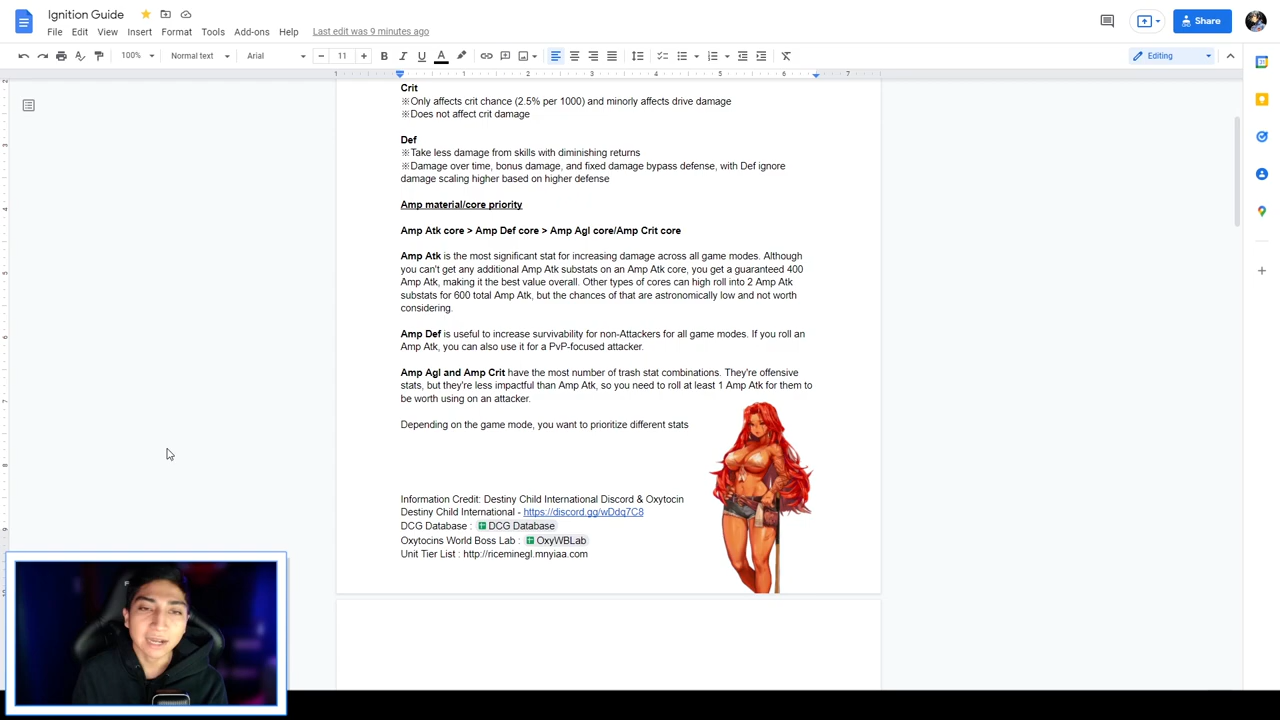 Ignition Guide
File Edit View Insert Format Tools Add-ons Help Last edit was 9 minutes ago
Share
100% Normal text Arial 11 Editing
1 1 2 3 4 5 6 7
Crit
※Only affects crit chance (2.5% per 1000) and minorly affects drive damage
※Does not affect crit damage
Def
※Take less damage from skills with diminishing returns
※Damage over time, bonus damage, and fixed damage bypass defense, with Def ignore
damage scaling higher based on higher defense
Amp material/core priority
Amp Atk core > Amp Def core > Amp Agl core/Amp Crit core
Amp Atk is the most significant stat for increasing damage across all game modes. Although
you can't get any additional Amp Atk substats on an Amp Atk core, you get a guaranteed 400
Amp Atk, making it the best value overall. Other types of cores can high roll into 2 Amp Atk
substats for 600 total Amp Atk, but the chances of that are astronomically low and not worth
considering.
Amp Def is useful to increase survivability for non-Attackers for all game modes. If you roll an
Amp Atk, you can also use it for a PvP-focused attacker.
Amp Agl and Amp Crit have the most number of trash stat combinations. They're offensive
stats, but they're less impactful than Amp Atk, so you need to roll at least 1 Amp Atk for them to
be worth using on an attacker.
Depending on the game mode, you want to prioritize different stats
Information Credit: Destiny Child International Discord & Oxytocin
Destiny Child International - https://discord.gg/wDdq7C8
DCG Database : DCG Database
Oxytocins World Boss Lab : OxyWBLab
Unit Tier List : http://riceminegl.mnyiaa.com